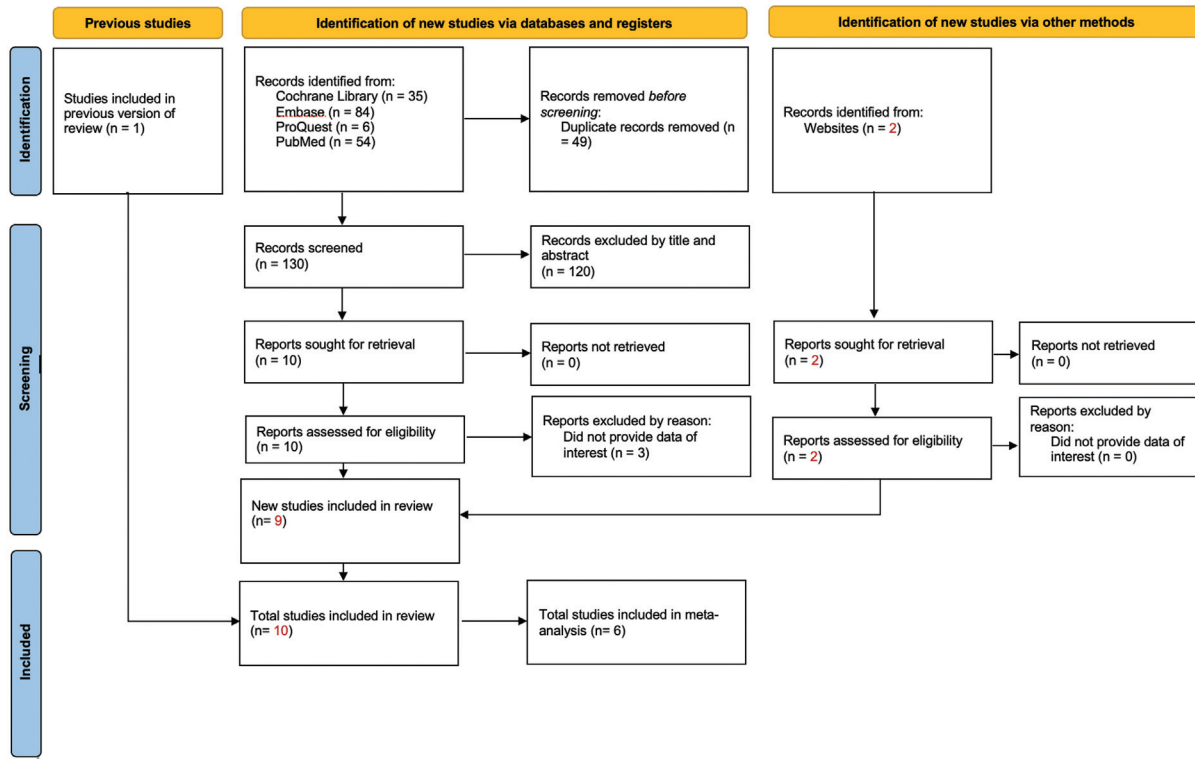 Previous studies
Identification of new studies via databases and registers
Identification of new studies via other methods
Identification
Studies included in
previous version of
review (n = 1)
Records identified from:
Cochrane Library (n = 35)
Embase (n = 84)
ProQuest (n = 6)
PubMed (n = 54)
Records removed before
screening:
Duplicate records removed (n
= 49)
Records identified from:
Websites (n = 2)
Screening
Records screened
(n = 130)
Records excluded by title and
abstract
(n = 120)
Reports sought for retrieval
(n = 10)
Reports not retrieved
(n = 0)
Reports sought for retrieval
(n = 2)
Reports not retrieved
(n = 0)
Reports assessed for eligibility
(n = 10)
Reports excluded by reason:
Did not provide data of
interest (n = 3)
Reports assessed for eligibility
(n = 2)
Reports excluded by
reason:
Did not provide data of
interest (n = 0)
New studies included in review
(n= 9)
Included
Total studies included in review
(n= 10)
Total studies included in meta-
analysis (n= 6)